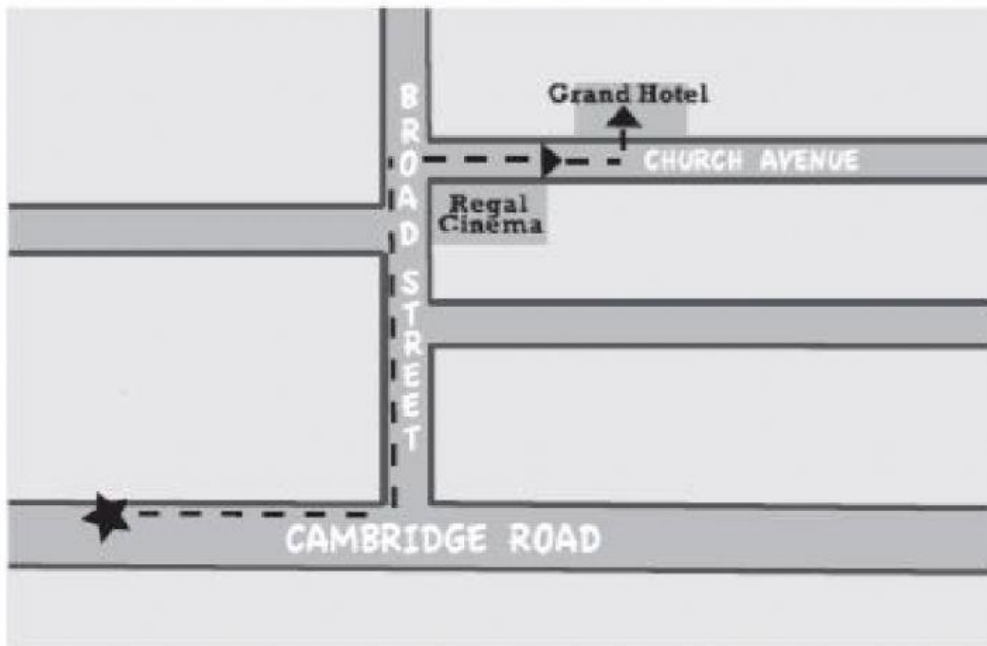 BROAD STREET
Grand Hotel
CHURCH AVENUE
Regal
Cinema
CAMBRIDGE ROAD